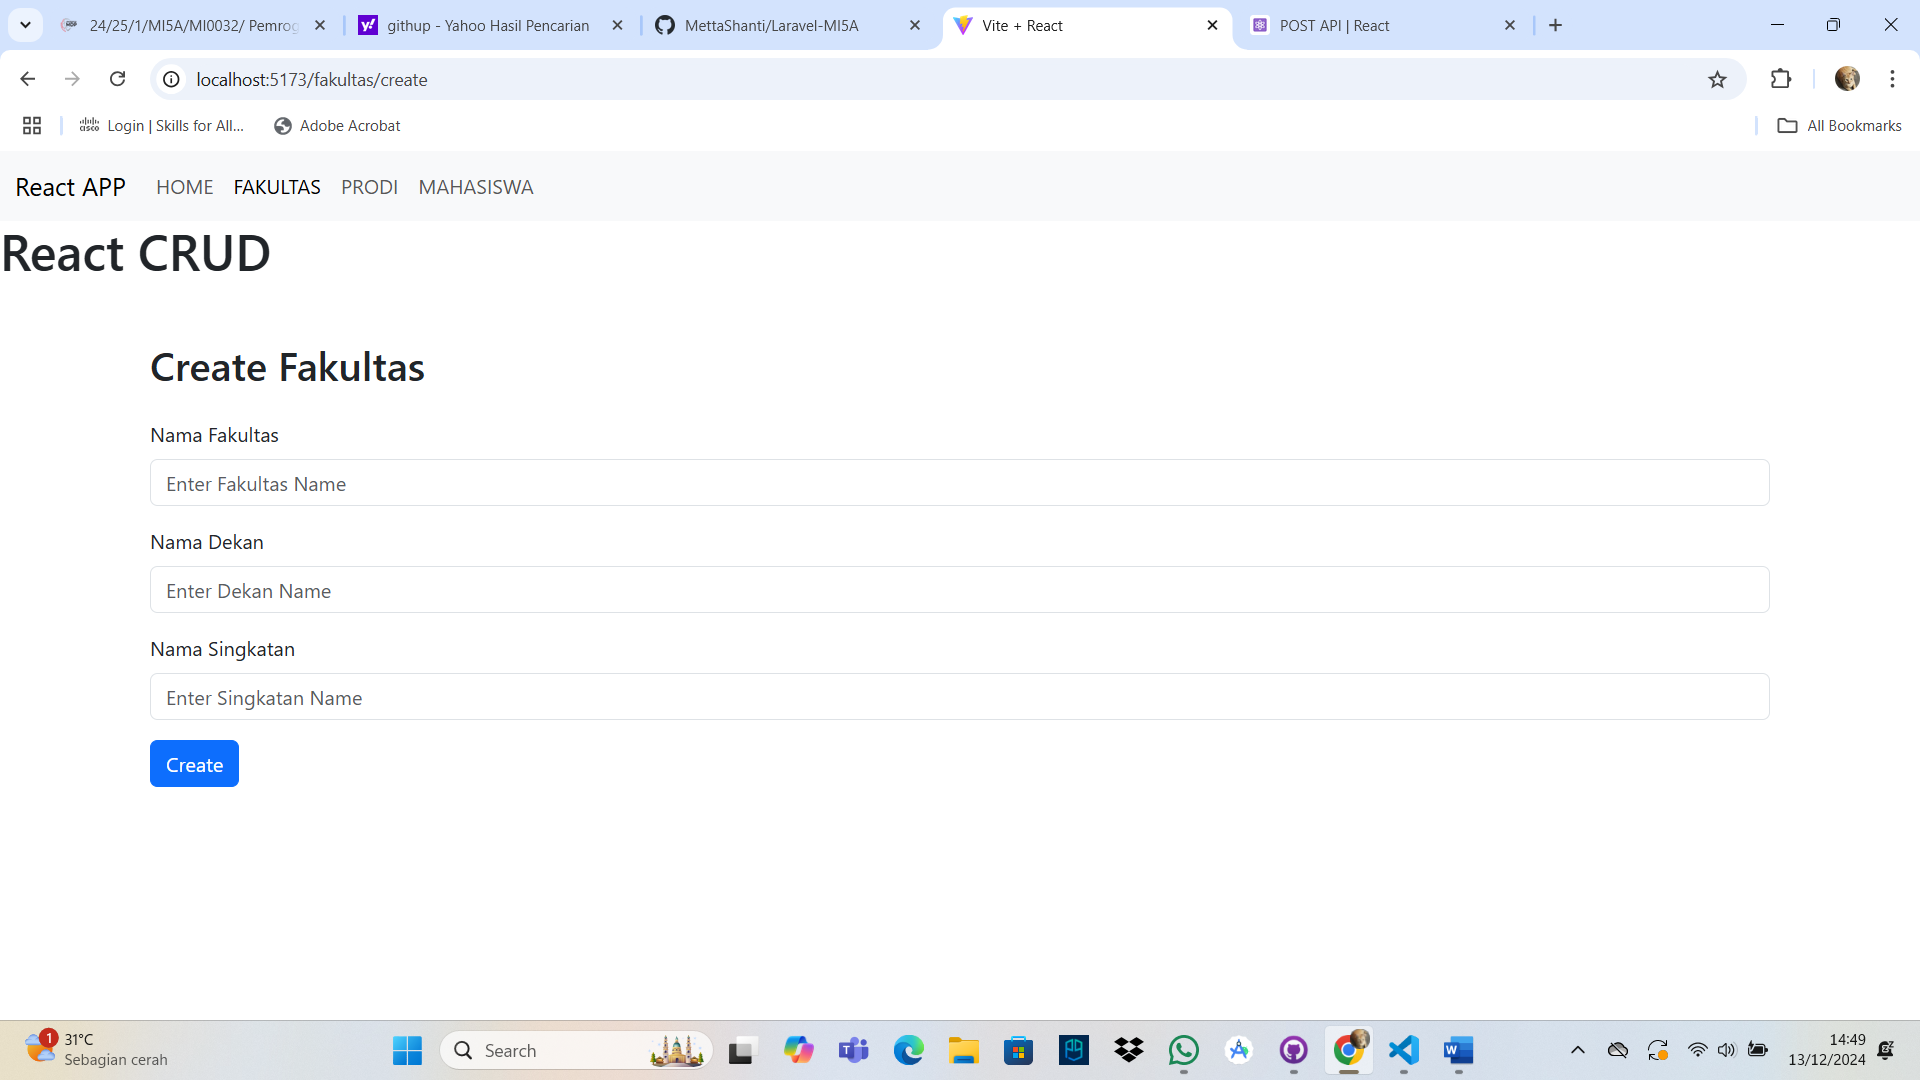 24/25/1/MI5A/MI0032/ Pemrog
githup - Yahoo Hasil Pencarian
MettaShanti/Laravel-MI5A
Vite + React
POST API | React
localhost:5173/fakultas/create
Login | Skills for All...
Adobe Acrobat
All Bookmarks
React APP
HOME
FAKULTAS
PRODI
MAHASISWA
React CRUD
Create Fakultas
Nama Fakultas
Enter Fakultas Name
Nama Dekan
Enter Dekan Name
Nama Singkatan
Enter Singkatan Name
Create
1
31°C
Sebagian cerah
Search
14:49
13/12/2024